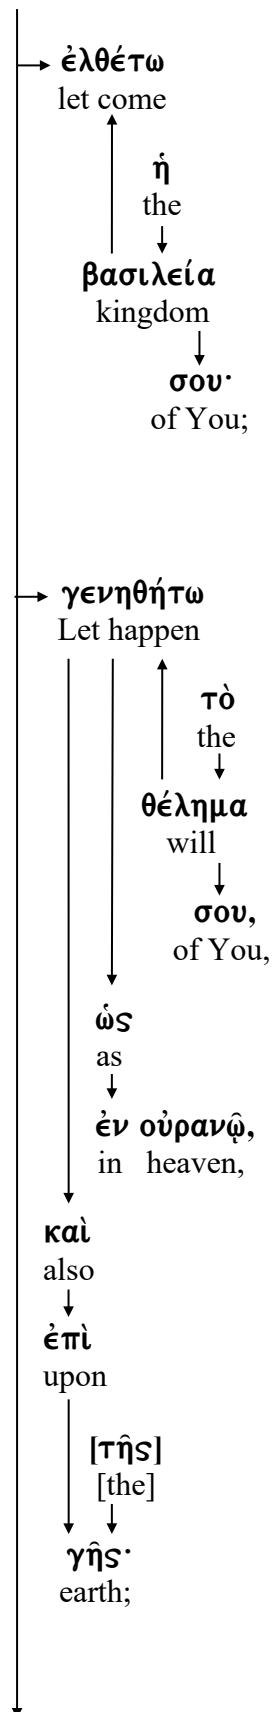 ἐλθέτω
let come
ἡ
the
βασιλεία
kingdom
σου·
of You;
γενηθήτω
Let happen
τὸ
the
θέλημα
will
σου,
of You,
ὡς
as
ἐν οὐρανῷ,
in heaven,
καὶ
also
ἐπὶ
upon
[τῆς]
[the]
γῆς·
earth;